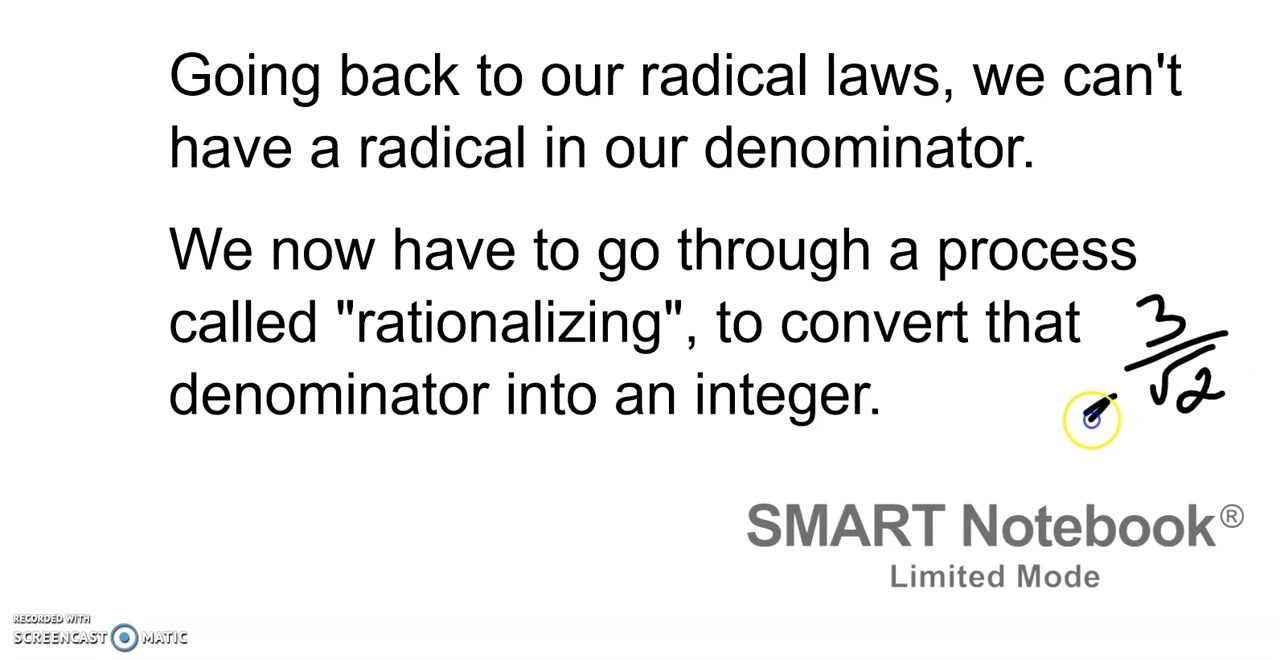 Going back to our radical laws, we can't
have a radical in our denominator.
We now have to go through a process
called "rationalizing", to convert that
denominator into an integer.
3
√2
SMART Notebook®
Limited Mode
RECORDED WITH
SCREENCAST MATIC